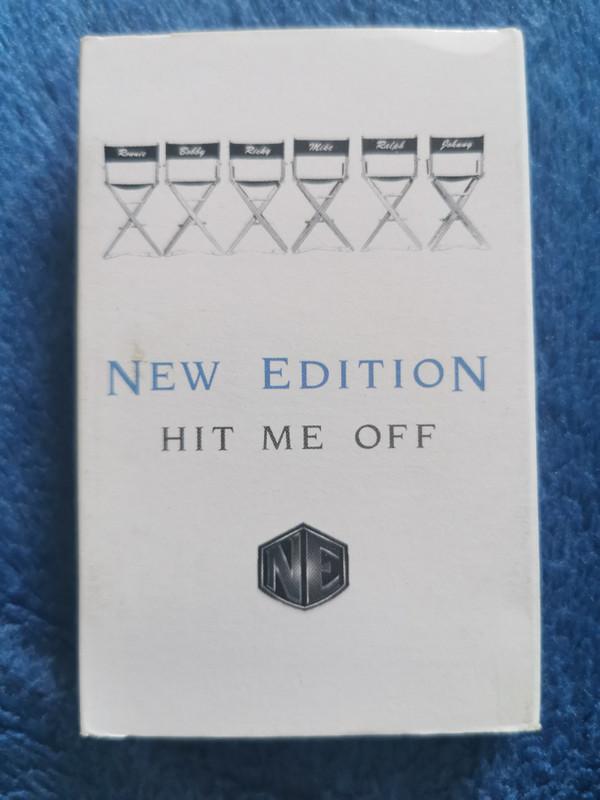 Ronnie Bobby Ricky Mike Ralph Johnny
NEW EDITION
HIT ME OFF
NE